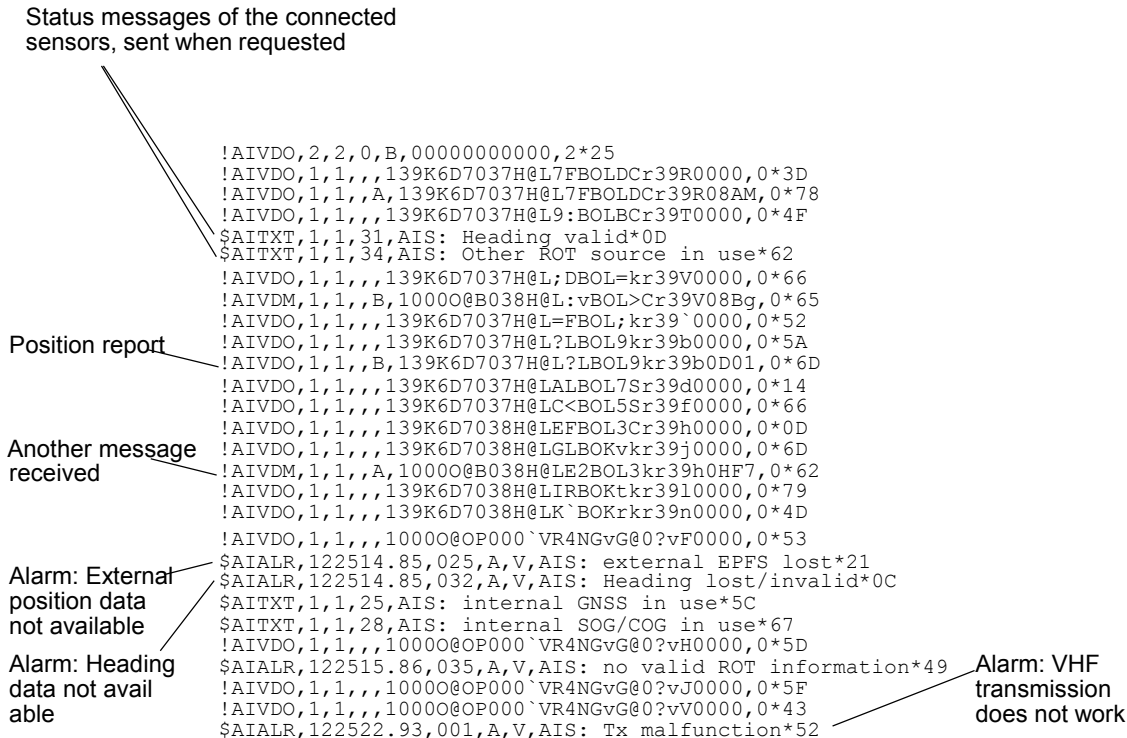 Status messages of the connected
sensors, sent when requested
!AIVDO,2,2,0,B,00000000000,2*25
!AIVDO,1,1,,,139K6D7037H@L7FBOLDCr39R0000,0*3D
!AIVDO,1,1,,A,139K6D7037H@L7FBOLDCr39R08AM,0*78
!AIVDO,1,1,,,139K6D7037H@L9:BOLBCr39T0000,0*4F
$AITXT,1,1,31,AIS: Heading valid*0D
$AITXT,1,1,34,AIS: Other ROT source in use*62
!AIVDO,1,1,,,139K6D7037H@L;DBOL=kr39V0000,0*66
!AIVDM,1,1,,B,1000O@B038H@L:vBOL>Cr39V08Bg,0*65
!AIVDO,1,1,,,139K6D7037H@L=FBOL;kr39`0000,0*52
!AIVDO,1,1,,,139K6D7037H@L?LBOL9kr39b0000,0*5A
Position report
!AIVDO,1,1,,B,139K6D7037H@L?LBOL9kr39b0D01,0*6D
!AIVDO,1,1,,,139K6D7037H@LALBOL7Sr39d0000,0*14
!AIVDO,1,1,,,139K6D7037H@LC<BOL5Sr39f0000,0*66
!AIVDO,1,1,,,139K6D7038H@LEFBOL3Cr39h0000,0*0D
!AIVDO,1,1,,,139K6D7038H@LGLBOKvkr39j0000,0*6D
Another message
received
!AIVDM,1,1,,A,1000O@B038H@LE2BOL3kr39h0HF7,0*62
!AIVDO,1,1,,,139K6D7038H@LIRBOKtkr39l0000,0*79
!AIVDO,1,1,,,139K6D7038H@LK`BOKrkr39n0000,0*4D
!AIVDO,1,1,,,1000O@OP000`VR4NGvG@0?vF0000,0*53
Alarm: External
position data
not available
$AIALR,122514.85,025,A,V,AIS: external EPFS lost*21
Alarm: Heading
data not avail
able
$AIALR,122514.85,032,A,V,AIS: Heading lost/invalid*0C
$AITXT,1,1,25,AIS: internal GNSS in use*5C
$AITXT,1,1,28,AIS: internal SOG/COG in use*67
!AIVDO,1,1,,,1000O@OP000`VR4NGvG@0?vH0000,0*5D
$AIALR,122515.86,035,A,V,AIS: no valid ROT information*49
!AIVDO,1,1,,,1000O@OP000`VR4NGvG@0?vJ0000,0*5F
!AIVDO,1,1,,,1000O@OP000`VR4NGvG@0?vV0000,0*43
$AIALR,122522.93,001,A,V,AIS: Tx malfunction*52
Alarm: VHF
transmission
does not work